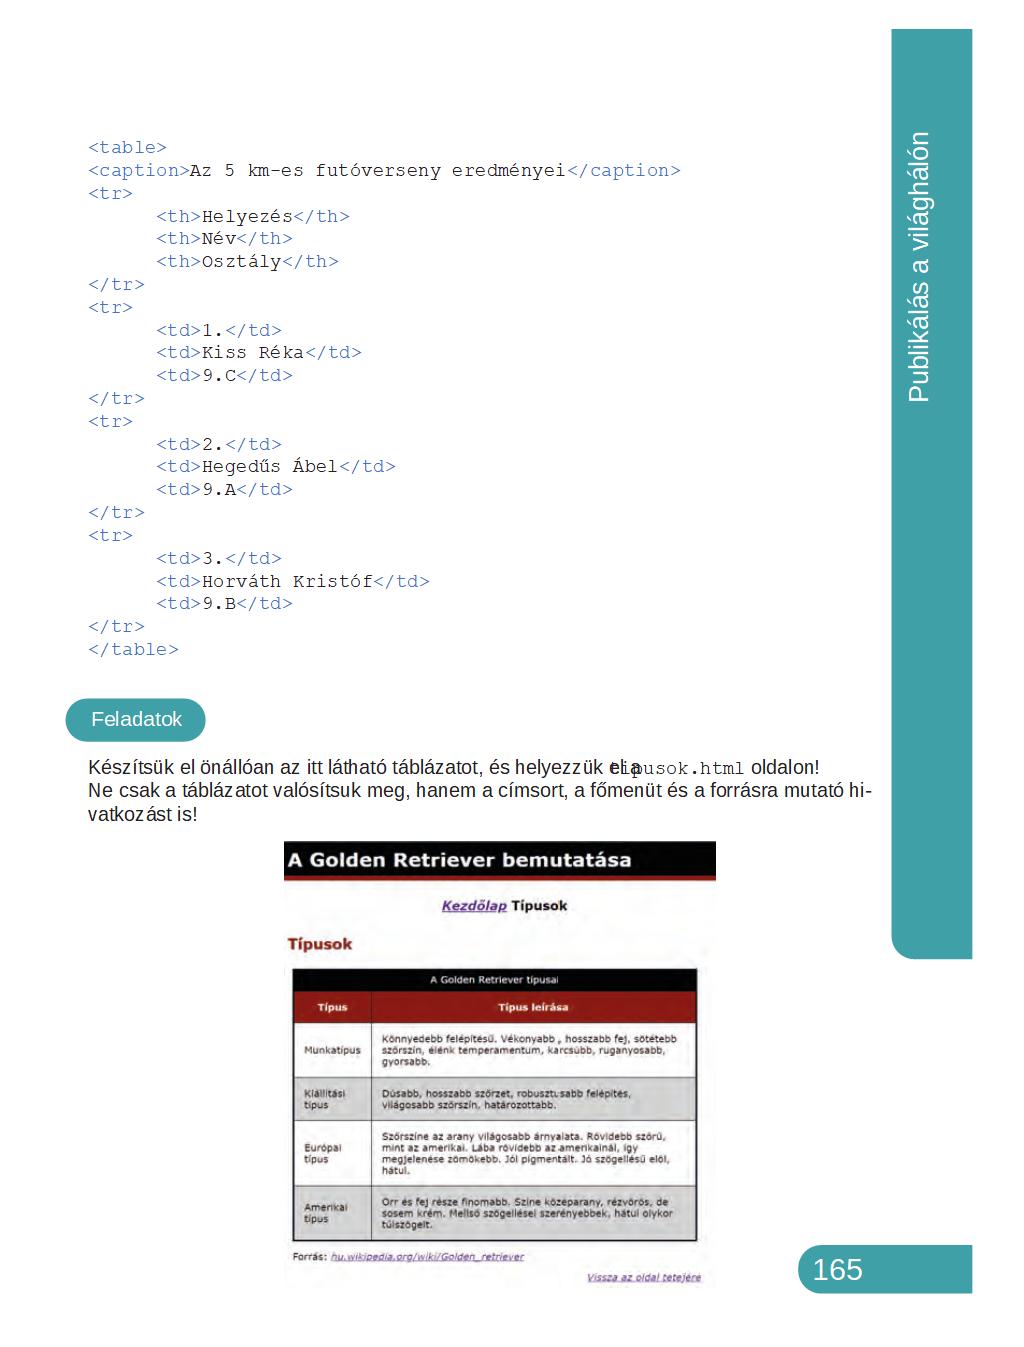 <table>
<caption>Az 5 km-es futóverseny eredményei</caption>
<tr>
<th>Helyezés</th>
<th>Név</th>
<th>Osztály</th>
</tr>
<tr>
<td>1.</td>
<td>Kiss Réka</td>
<td>9.C</td>
</tr>
<tr>
<td>2.</td>
<td>Hegedűs Ábel</td>
<td>9.A</td>
</tr>
<tr>
<td>3.</td>
<td>Horváth Kristóf</td>
<td>9.B</td>
</tr>
</table>
Publikálás a világhálón
Feladatok
Készítsük el önállóan az itt látható táblázatot, és helyezzük el a tipusok.html oldalon!
Ne csak a táblázatot valósítsuk meg, hanem a címsort, a főmenüt és a forrásra mutató hi-
vatkozást is!
A Golden Retriever bemutatása
Kezdőlap Típusok
Típusok
A Golden Retriever típusai
Típus
Típus leírása
Munkatípus
Könnyedebb felépítésű. Vékonyabb , hosszabb fej, sötétebb
szőrszín, élénk temperamentum, karcsúbb, ruganyosabb,
gyorsabb.
Kiállítási
típus
Dúsabb, hosszabb szőrzet, robusztusabb felépítés,
világosabb szőrszín, határozottabb.
Európai
típus
Szőrszíne az arany világosabb árnyalata. Rövidebb szőrű,
mint az amerikai. Lába rövidebb az amerikainál, így
megjelenése zömökebb. Jól pigmentált. Jó szögellésű elöl,
hátul.
Amerikai
típus
Orr és fej része finomabb. Színe középarany, rézvörös, de
sosem krém. Mellső szögellései szerényebbek, hátul olykor
túlszögelt.
Forrás: hu.wikipedia.org/wiki/Golden_retriever
Vissza az oldal tetejére
165